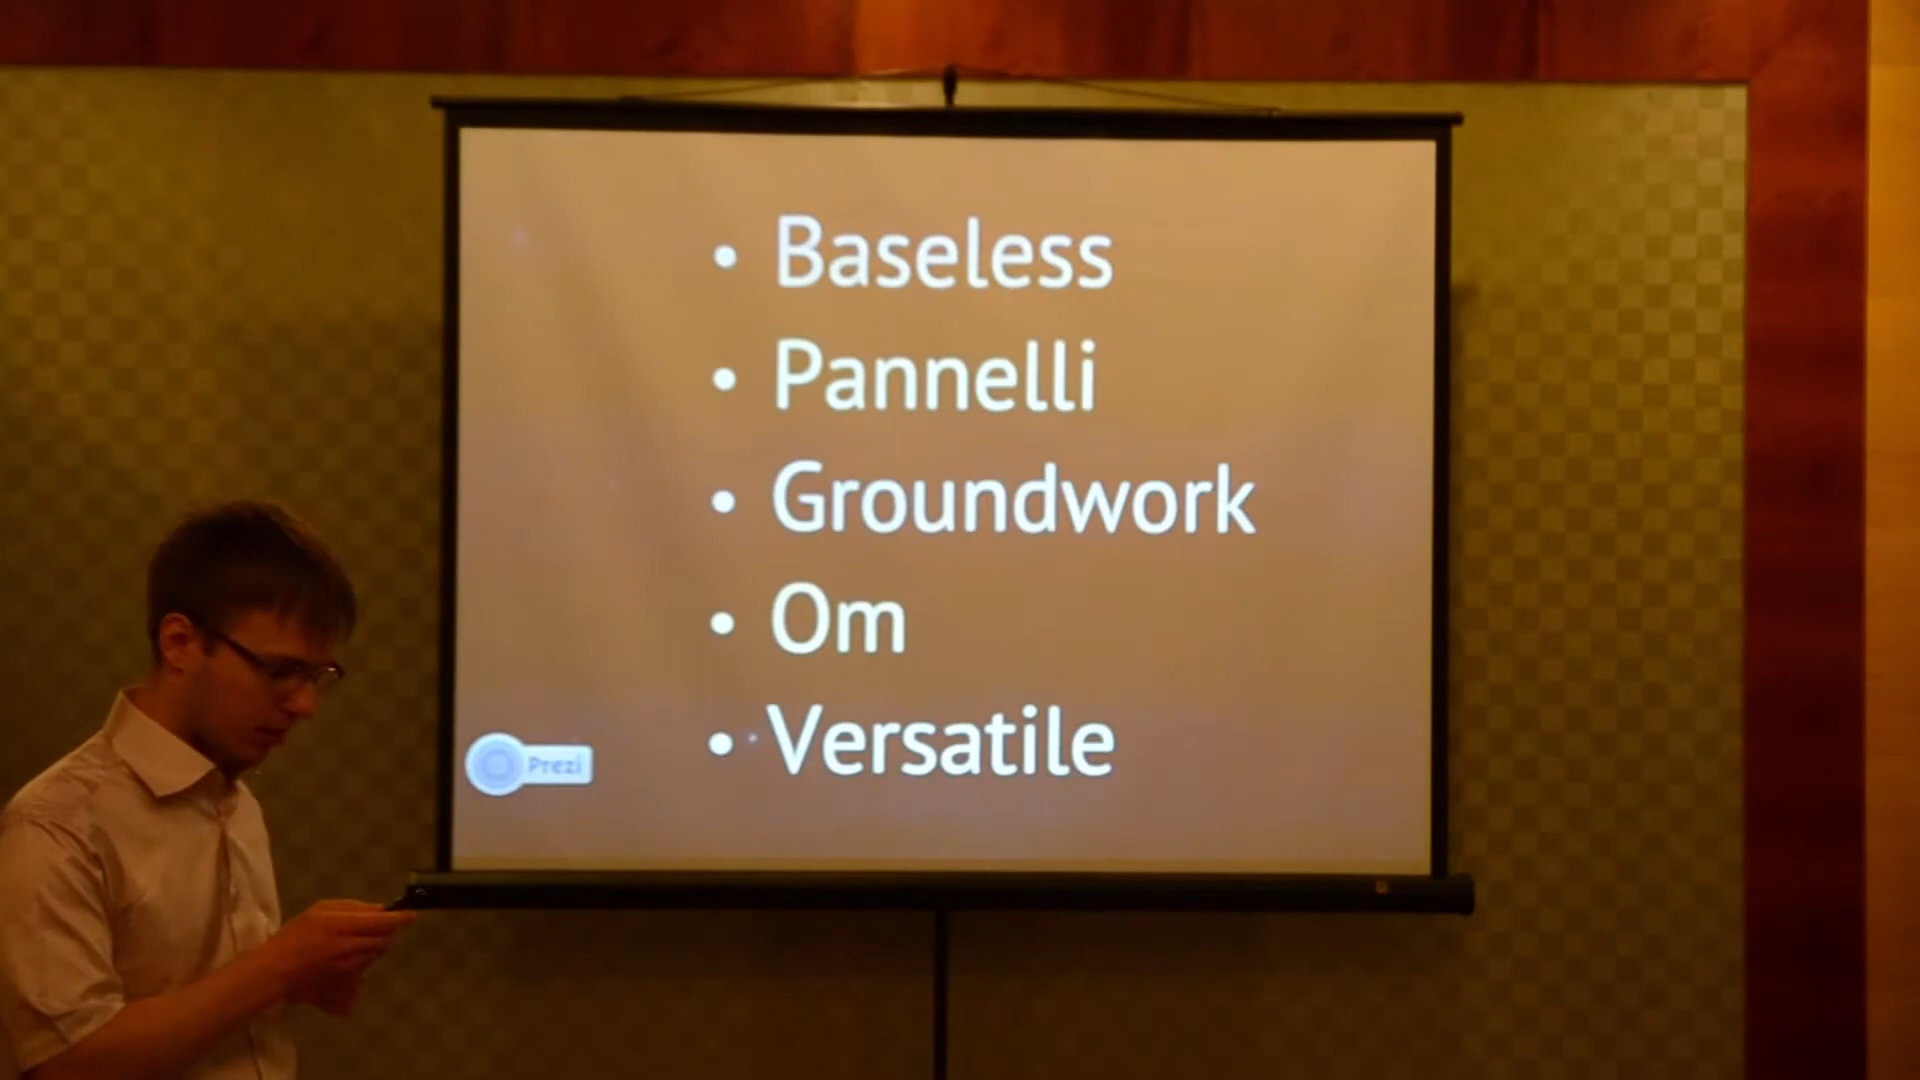 • Baseless
• Pannelli
• Groundwork
• Om
• Versatile
Prezi